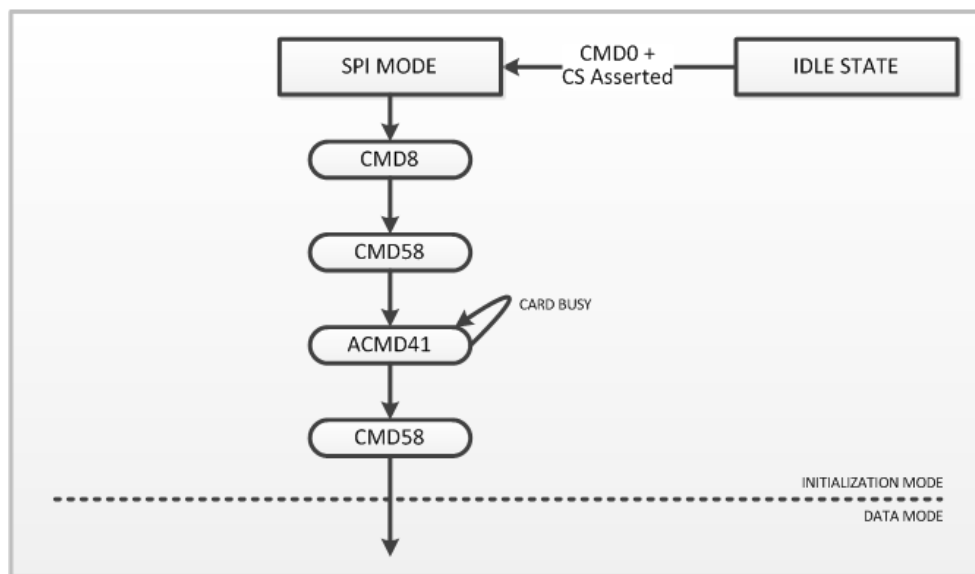 SPI MODE
CMD0 +
CS Asserted
IDLE STATE
CMD8
CMD58
CARD BUSY
ACMD41
CMD58
INITIALIZATION MODE
DATA MODE